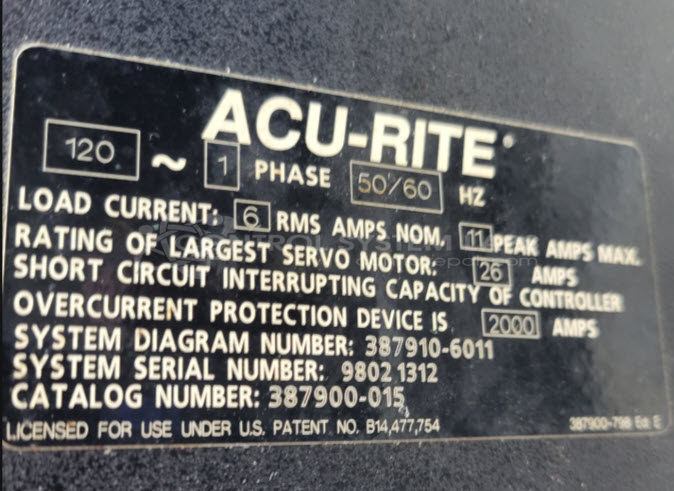 ACU-RITE
120 ~ 1 PHASE 50/60 HZ
LOAD CURRENT: 6 RMS AMPS NOM. 11 PEAK AMPS MAX.
RATING OF LARGEST SERVO MOTOR: 26 AMPS
SHORT CIRCUIT INTERRUPTING CAPACITY OF CONTROLLER
OVERCURRENT PROTECTION DEVICE IS 2000 AMPS
SYSTEM DIAGRAM NUMBER: 387910-6011
SYSTEM SERIAL NUMBER: 98021312
CATALOG NUMBER: 387900-015
LICENSED FOR USE UNDER U.S. PATENT NO. B14,477,754
387900-798 Ed: E